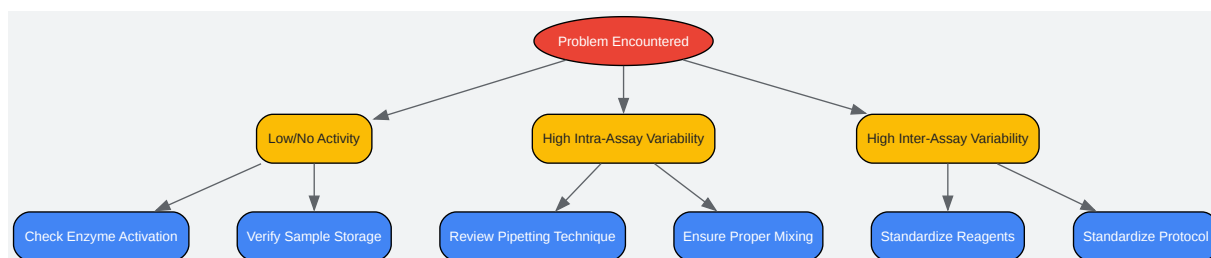 Problem Encountered
Low/No Activity
High Intra-Assay Variability
High Inter-Assay Variability
Check Enzyme Activation
Verify Sample Storage
Review Pipetting Technique
Ensure Proper Mixing
Standardize Reagents
Standardize Protocol